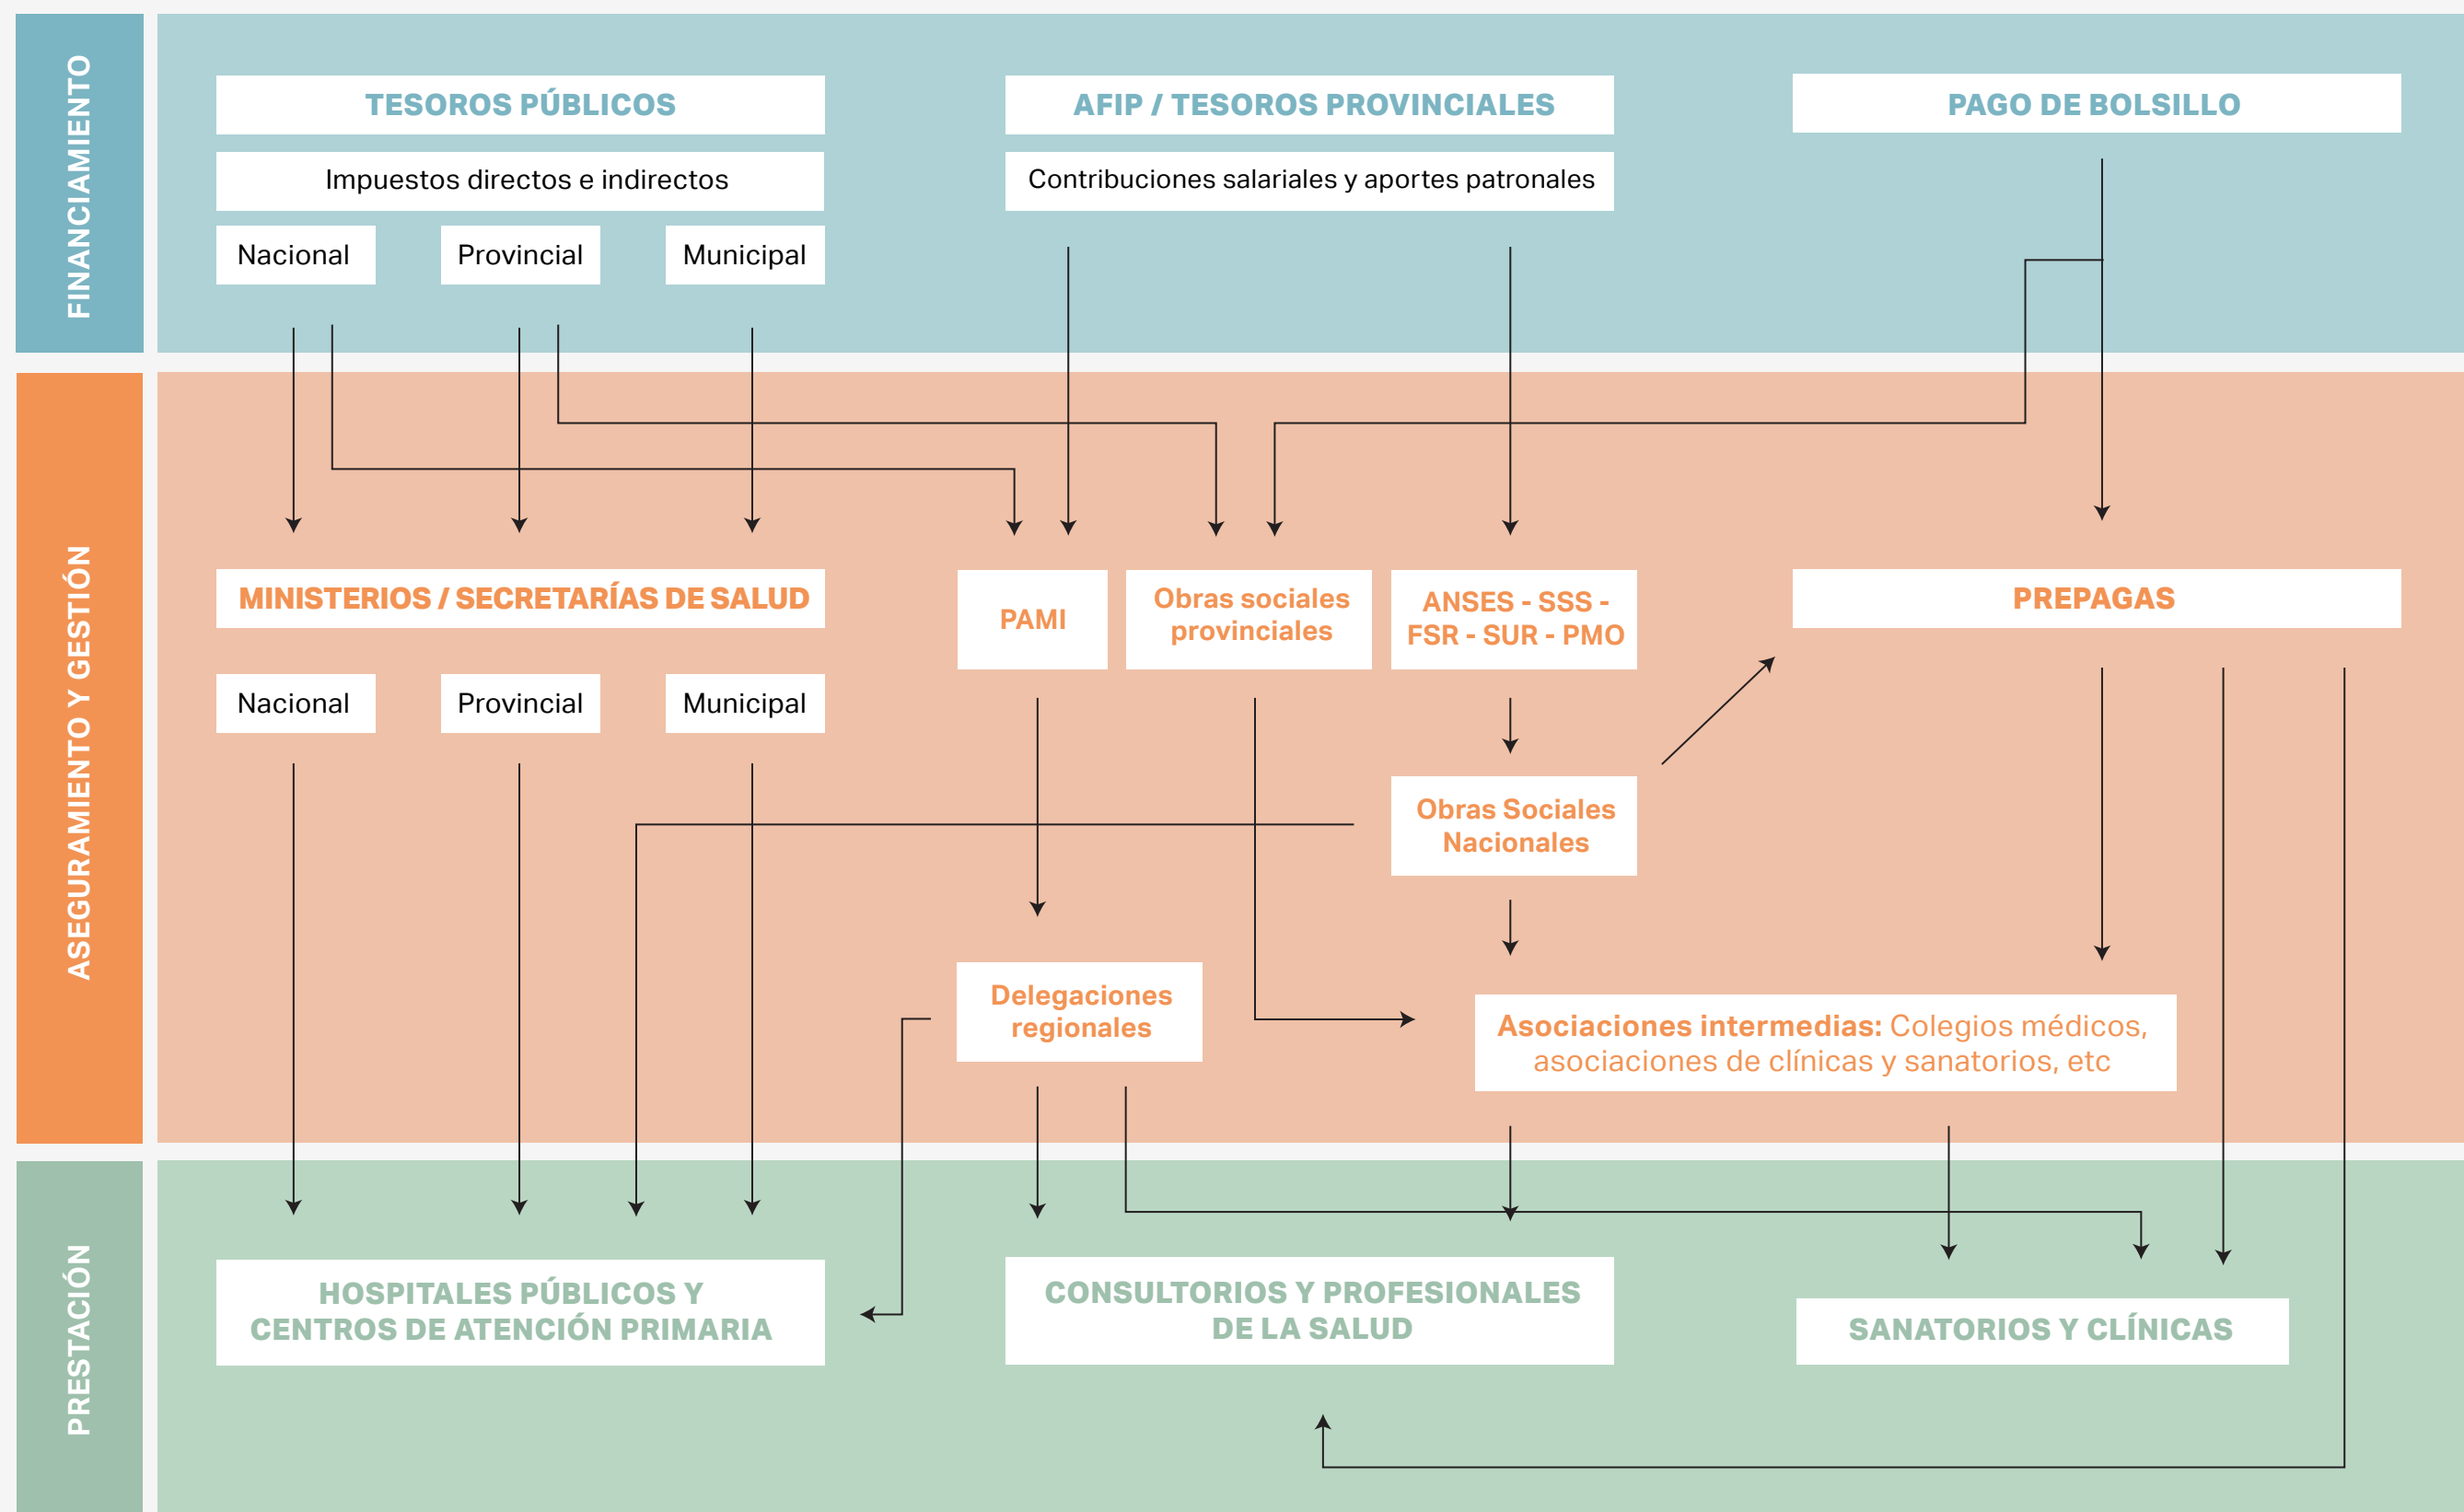 FINANCIAMIENTO
TESOROS PÚBLICOS
Impuestos directos e indirectos
Nacional
Provincial
Municipal
AFIP / TESOROS PROVINCIALES
Contribuciones salariales y aportes patronales
PAGO DE BOLSILLO
ASEGURAMIENTO Y GESTIÓN
MINISTERIOS / SECRETARÍAS DE SALUD
Nacional
Provincial
Municipal
PAMI
Obras sociales
provinciales
ANSES - SSS -
FSR - SUR - PMO
PREPAGAS
Obras Sociales
Nacionales
Delegaciones
regionales
Asociaciones intermedias: Colegios médicos,
asociaciones de clínicas y sanatorios, etc
PRESTACIÓN
HOSPITALES PÚBLICOS Y
CENTROS DE ATENCIÓN PRIMARIA
CONSULTORIOS Y PROFESIONALES
DE LA SALUD
SANATORIOS Y CLÍNICAS